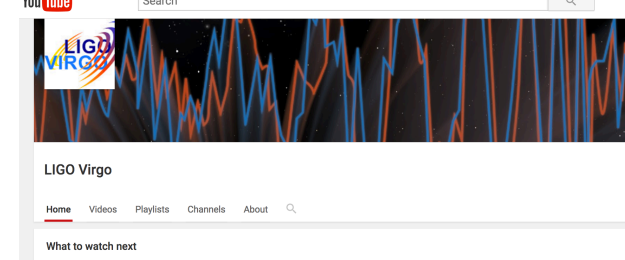 YouTube
Search
LIGO
VIRGO
LIGO Virgo
Home Videos Playlists Channels About
What to watch next